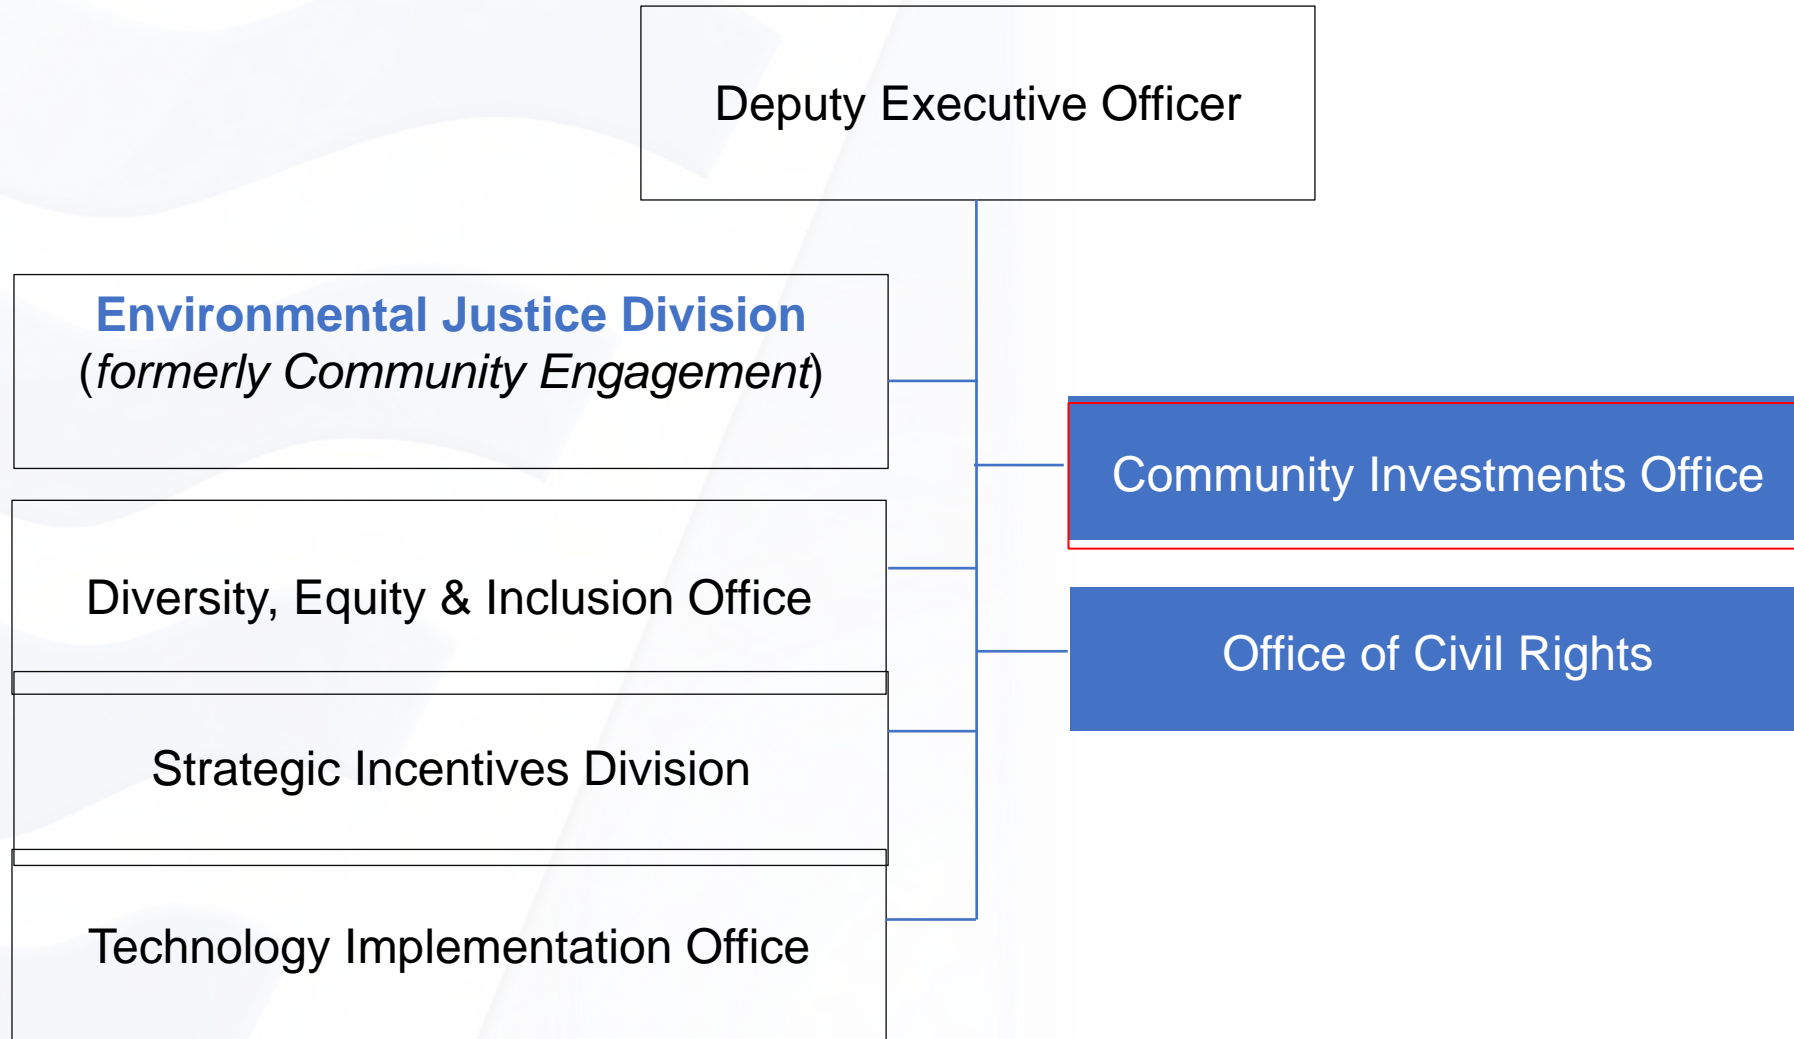 Deputy Executive Officer
Environmental Justice Division
(formerly Community Engagement)
Diversity, Equity & Inclusion Office
Strategic Incentives Division
Technology Implementation Office
Community Investments Office
Office of Civil Rights